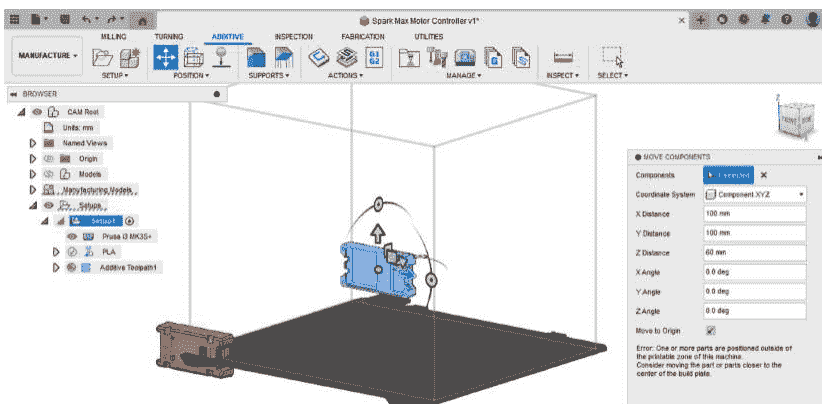 Spark Max Motor Controller v1*
MILLING TURNING ADDITIVE INSPECTION FABRICATION UTILITIES
MANUFACTURE
G1
G2
G
SETUP POSITION SUPPORTS ACTIONS MANAGE INSPECT SELECT
BROWSER
CAM Root
Units: mm
Named Views
Origin
Models
Manufacturing Models
Setups
Setup1
Prusa i3 MK3S+
PLA
Additive Toolpath1
Z
MOVE COMPONENTS
Components 1 selected
Coordinate System Component XYZ
X Distance 100 mm
Y Distance 100 mm
Z Distance 60 mm
X Angle 0.0 deg
Y Angle 0.0 deg
Z Angle 0.0 deg
Move to Origin
Error: One or more parts are positioned outside of
the printable zone of this machine.
Consider moving the part or parts closer to the
center of the build plate.